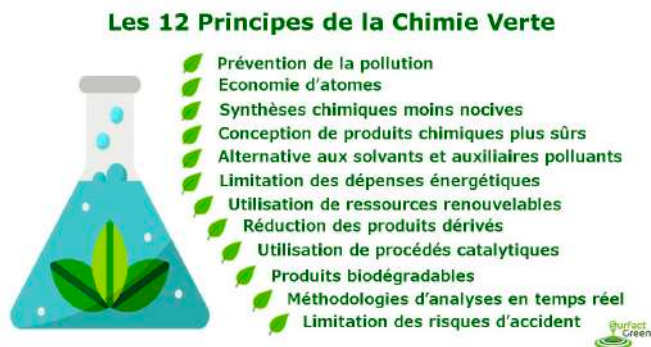 Les 12 Principes de la Chimie Verte
Prévention de la pollution
Economie d'atomes
Synthèses chimiques moins nocives
Conception de produits chimiques plus sûrs
Alternative aux solvants et auxiliaires polluants
Limitation des dépenses énergétiques
Utilisation de ressources renouvelables
Réduction des produits dérivés
Utilisation de procédés catalytiques
Produits biodégradables
Méthodologies d'analyses en temps réel
Limitation des risques d'accident
Surfact
Green